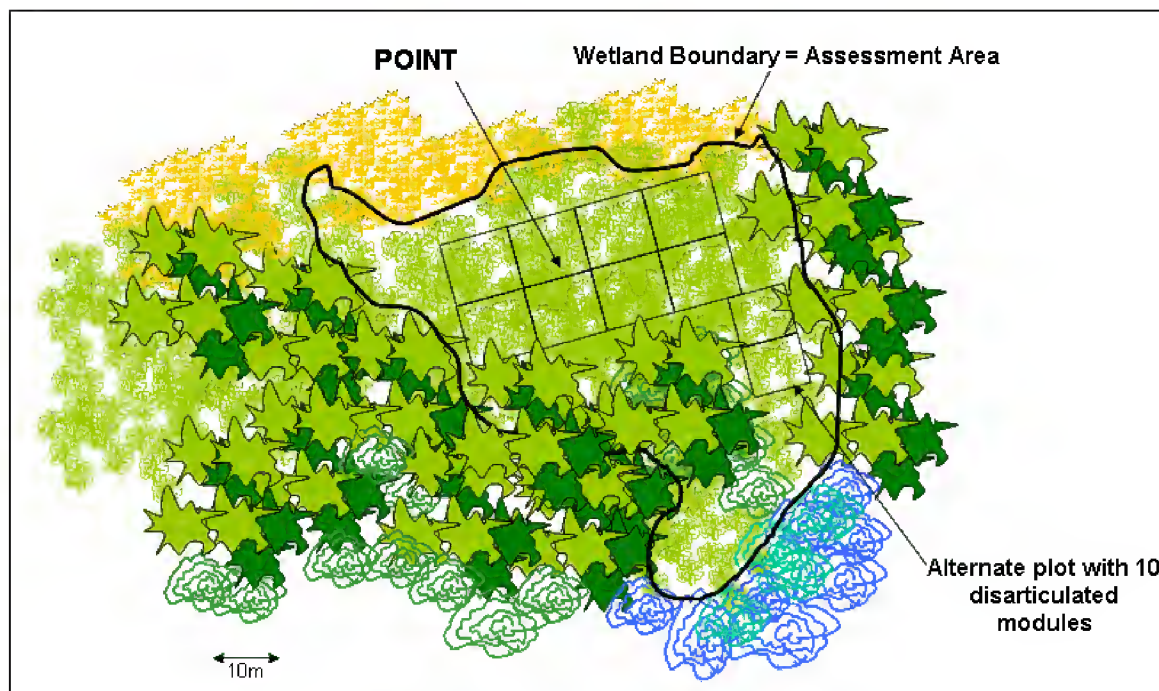 Wetland Boundary = Assessment Area
POINT
Alternate plot with 10
disarticulated
modules
10m